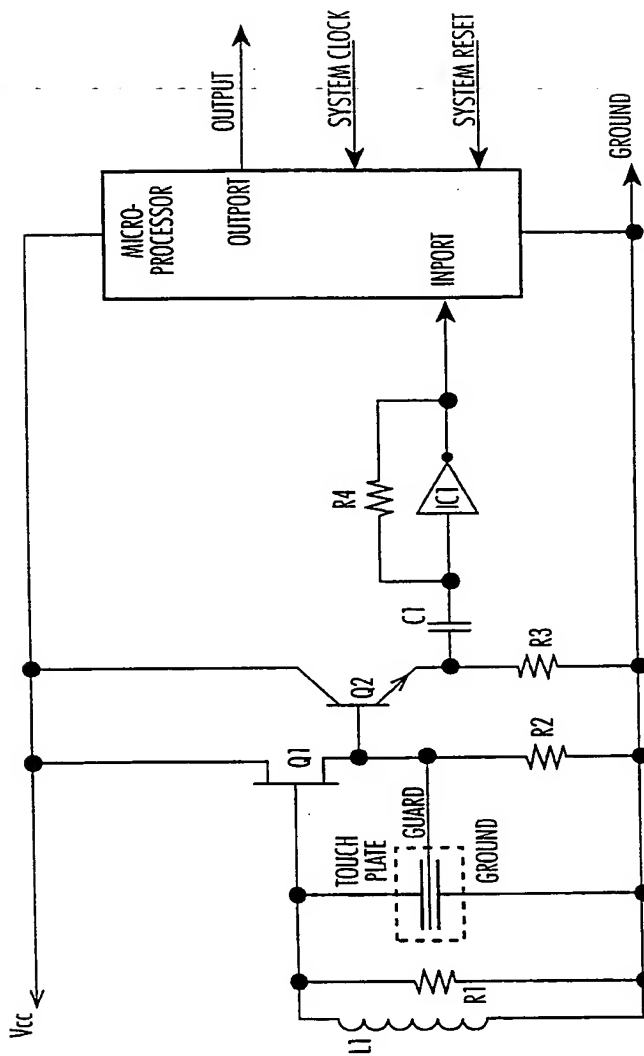 Vcc
L1
R1
TOUCH
PLATE
GUARD
GROUND
Q1
Q2
R2
R3
C1
R4
IC1
MICRO-
PROCESSOR
OUTPORT
INPORT
OUTPUT
SYSTEM CLOCK
SYSTEM RESET
GROUND